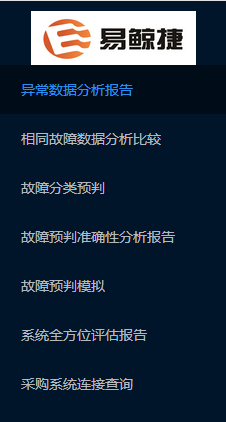 易鲸捷
异常数据分析报告
相同故障数据分析比较
故障分类预判
故障预判准确性分析报告
故障预判模拟
系统全方位评估报告
采购系统连接查询